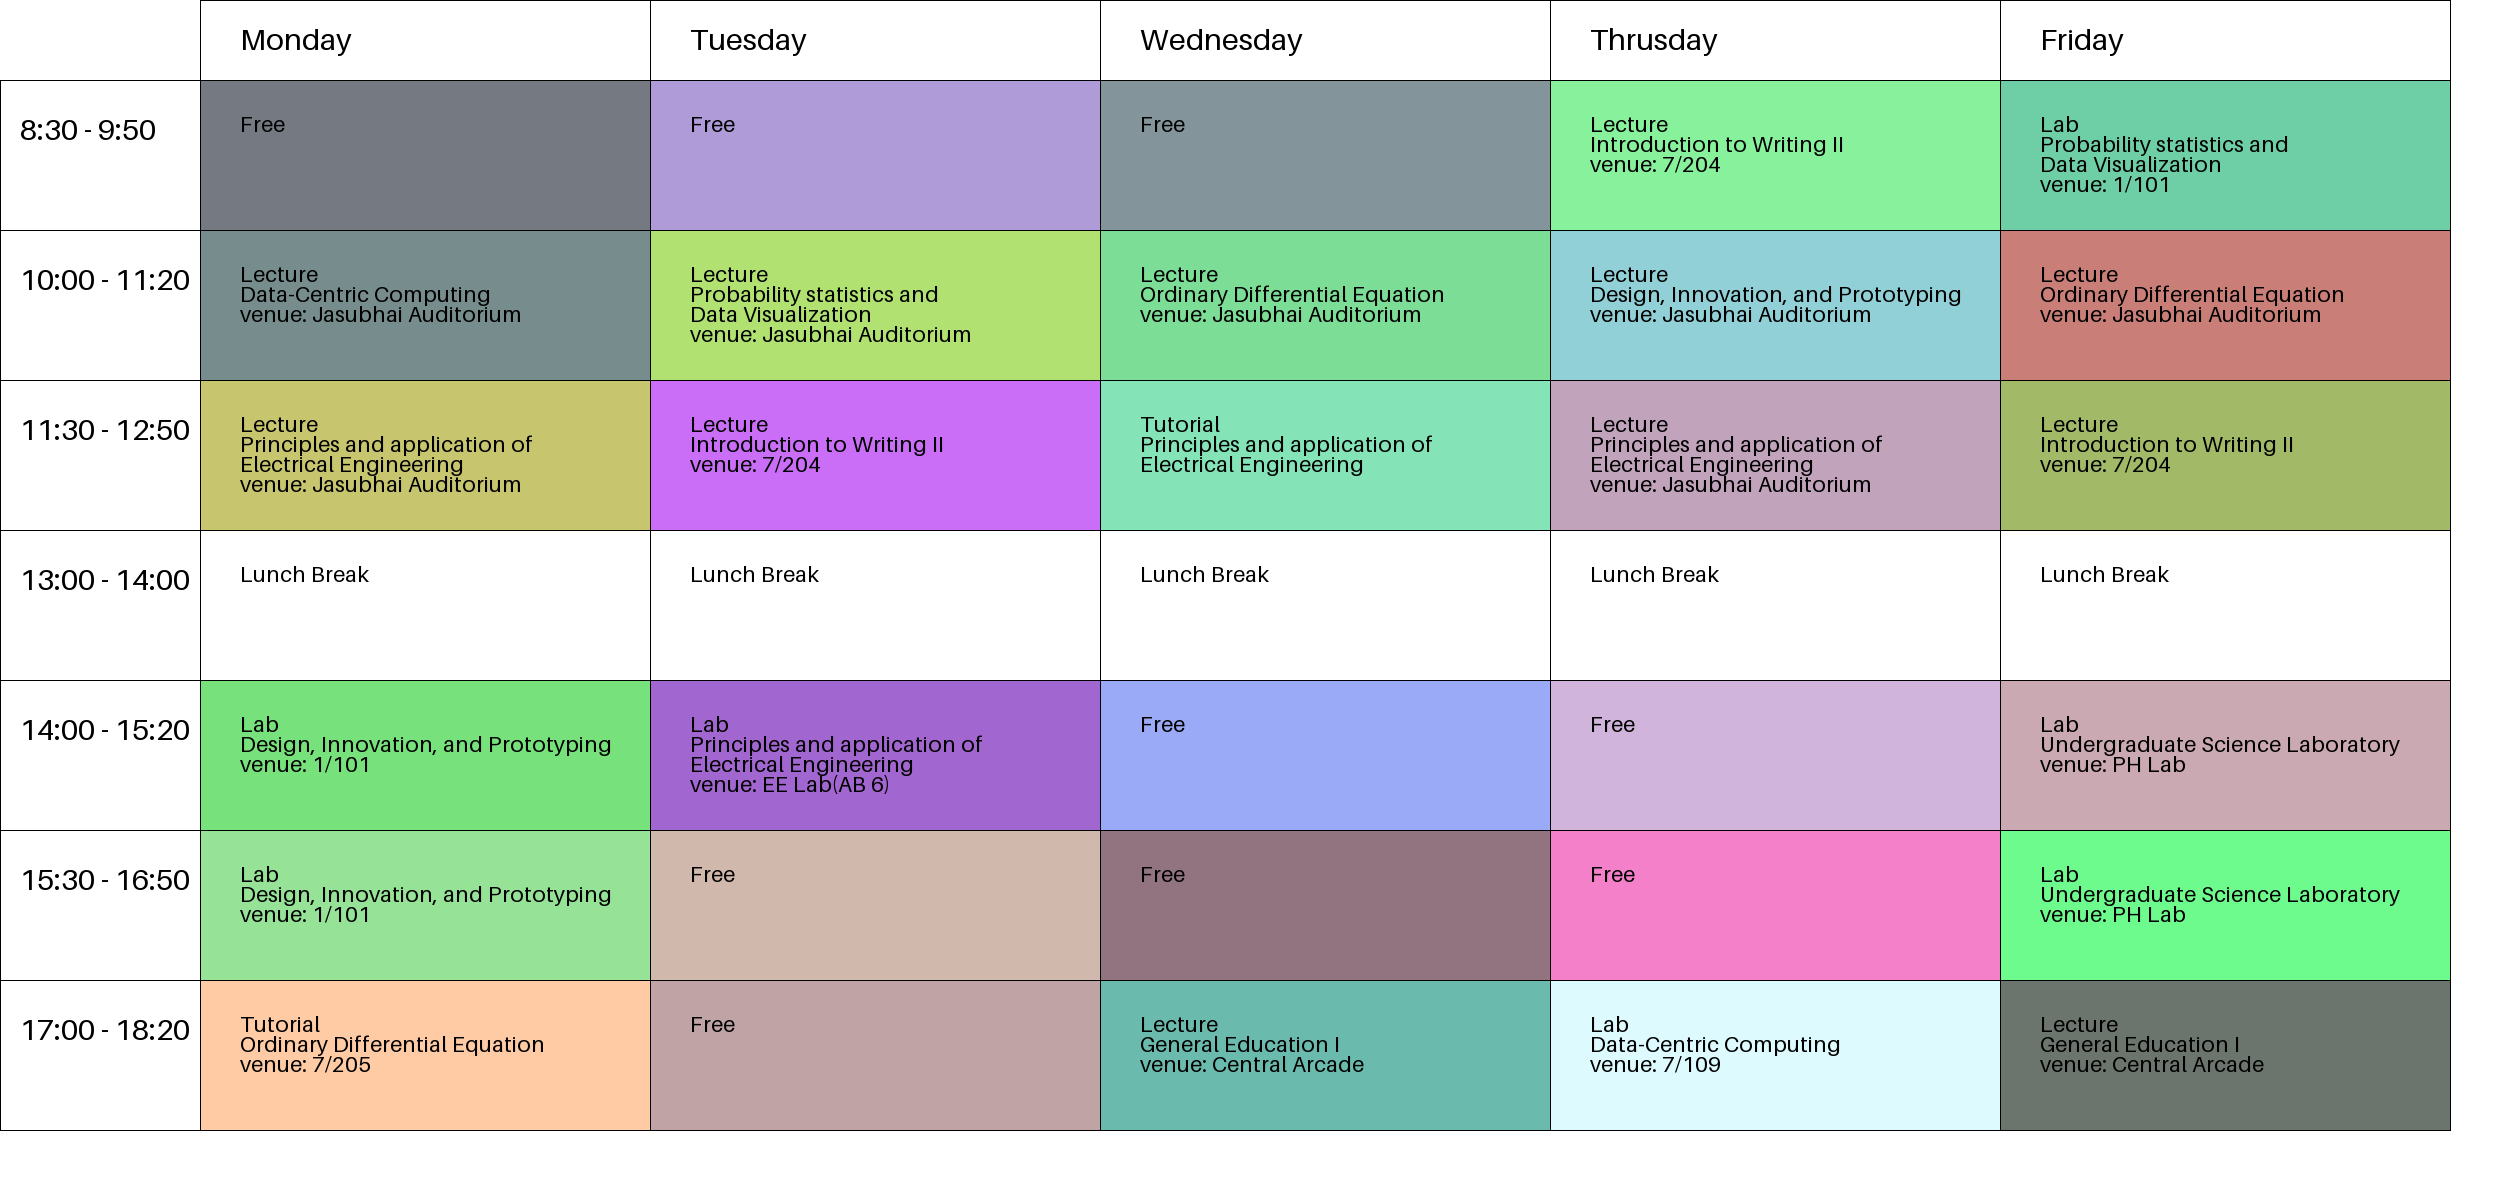 Monday
Tuesday
Wednesday
Thrusday
Friday
8:30 - 9:50
Free
Free
Free
Lecture
Introduction to Writing II
venue: 7/204
Lab
Probability statistics and
Data Visualization
venue: 1/101
10:00 - 11:20
Lecture
Data-Centric Computing
venue: Jasubhai Auditorium
Lecture
Probability statistics and
Data Visualization
venue: Jasubhai Auditorium
Lecture
Ordinary Differential Equation
venue: Jasubhai Auditorium
Lecture
Design, Innovation, and Prototyping
venue: Jasubhai Auditorium
Lecture
Ordinary Differential Equation
venue: Jasubhai Auditorium
11:30 - 12:50
Lecture
Principles and application of
Electrical Engineering
venue: Jasubhai Auditorium
Lecture
Introduction to Writing II
venue: 7/204
Tutorial
Principles and application of
Electrical Engineering
Lecture
Principles and application of
Electrical Engineering
venue: Jasubhai Auditorium
Lecture
Introduction to Writing II
venue: 7/204
13:00 - 14:00
Lunch Break
Lunch Break
Lunch Break
Lunch Break
Lunch Break
14:00 - 15:20
Lab
Design, Innovation, and Prototyping
venue: 1/101
Lab
Principles and application of
Electrical Engineering
venue: EE Lab(AB 6)
Free
Free
Lab
Undergraduate Science Laboratory
venue: PH Lab
15:30 - 16:50
Lab
Design, Innovation, and Prototyping
venue: 1/101
Free
Free
Free
Lab
Undergraduate Science Laboratory
venue: PH Lab
17:00 - 18:20
Tutorial
Ordinary Differential Equation
venue: 7/205
Free
Lecture
General Education I
venue: Central Arcade
Lab
Data-Centric Computing
venue: 7/109
Lecture
General Education I
venue: Central Arcade